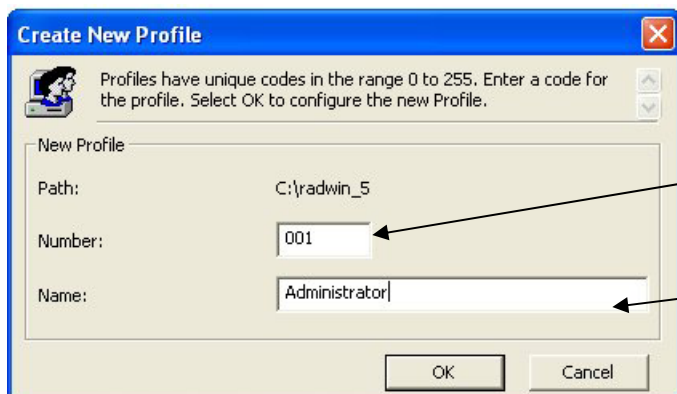 Create New Profile
Profiles have unique codes in the range 0 to 255. Enter a code for
the profile. Select OK to configure the new Profile.
New Profile
Path: C:\radwin_5
Number: 001
Name: Administrator
OK Cancel